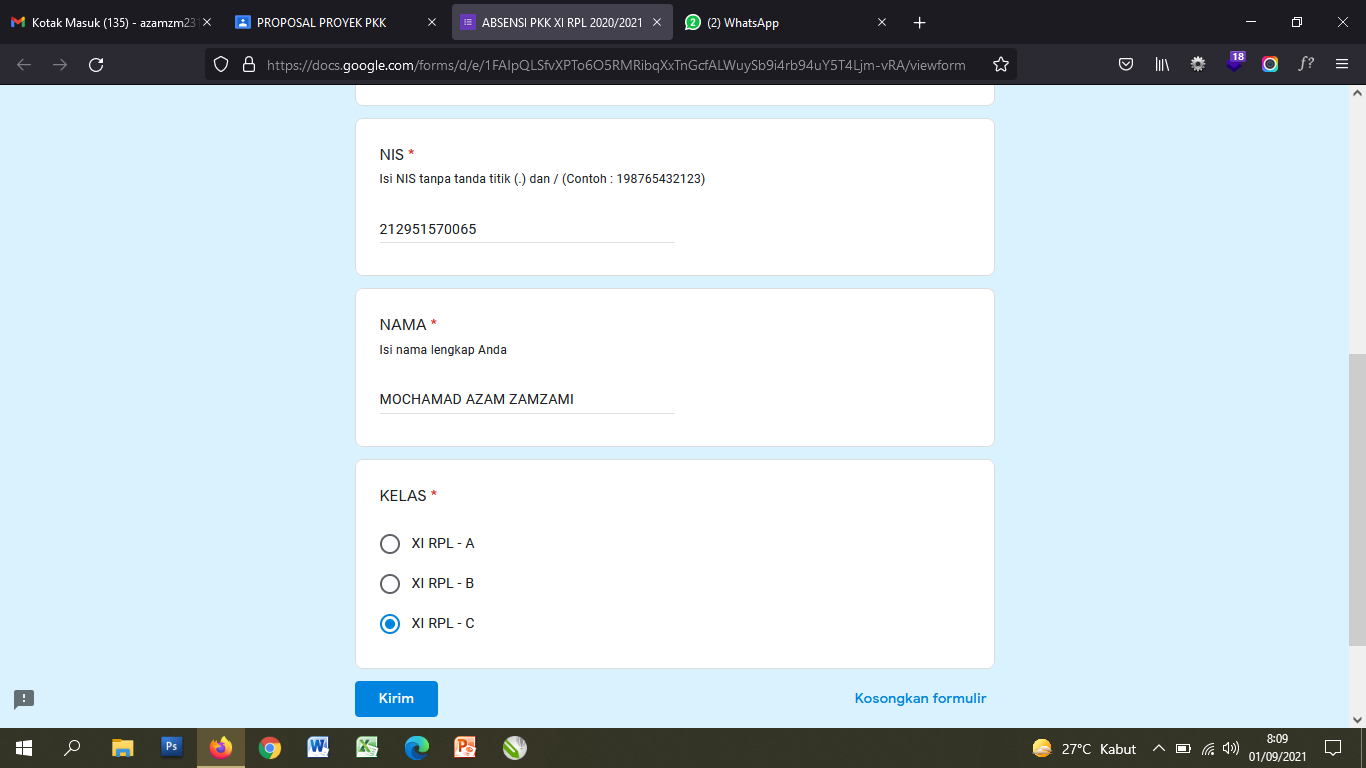 Kotak Masuk (135) - azamzm231
PROPOSAL PROYEK PKK
ABSENSI PKK XI RPL 2020/2021
(2) WhatsApp
https://docs.google.com/forms/d/e/1FAIpQLSfvXPTo6O5RMRibqXxTnGcfALWuySb9i4rb94uY5T4Ljm-vRA/viewform
18
NIS *
Isi NIS tanpa tanda titik (.) dan / (Contoh : 198765432123)
212951570065
NAMA *
Isi nama lengkap Anda
MOCHAMAD AZAM ZAMZAMI
KELAS *
XI RPL - A
XI RPL - B
XI RPL - C
Kirim
Kosongkan formulir
Ps
27°C Kabut
8:09
01/09/2021